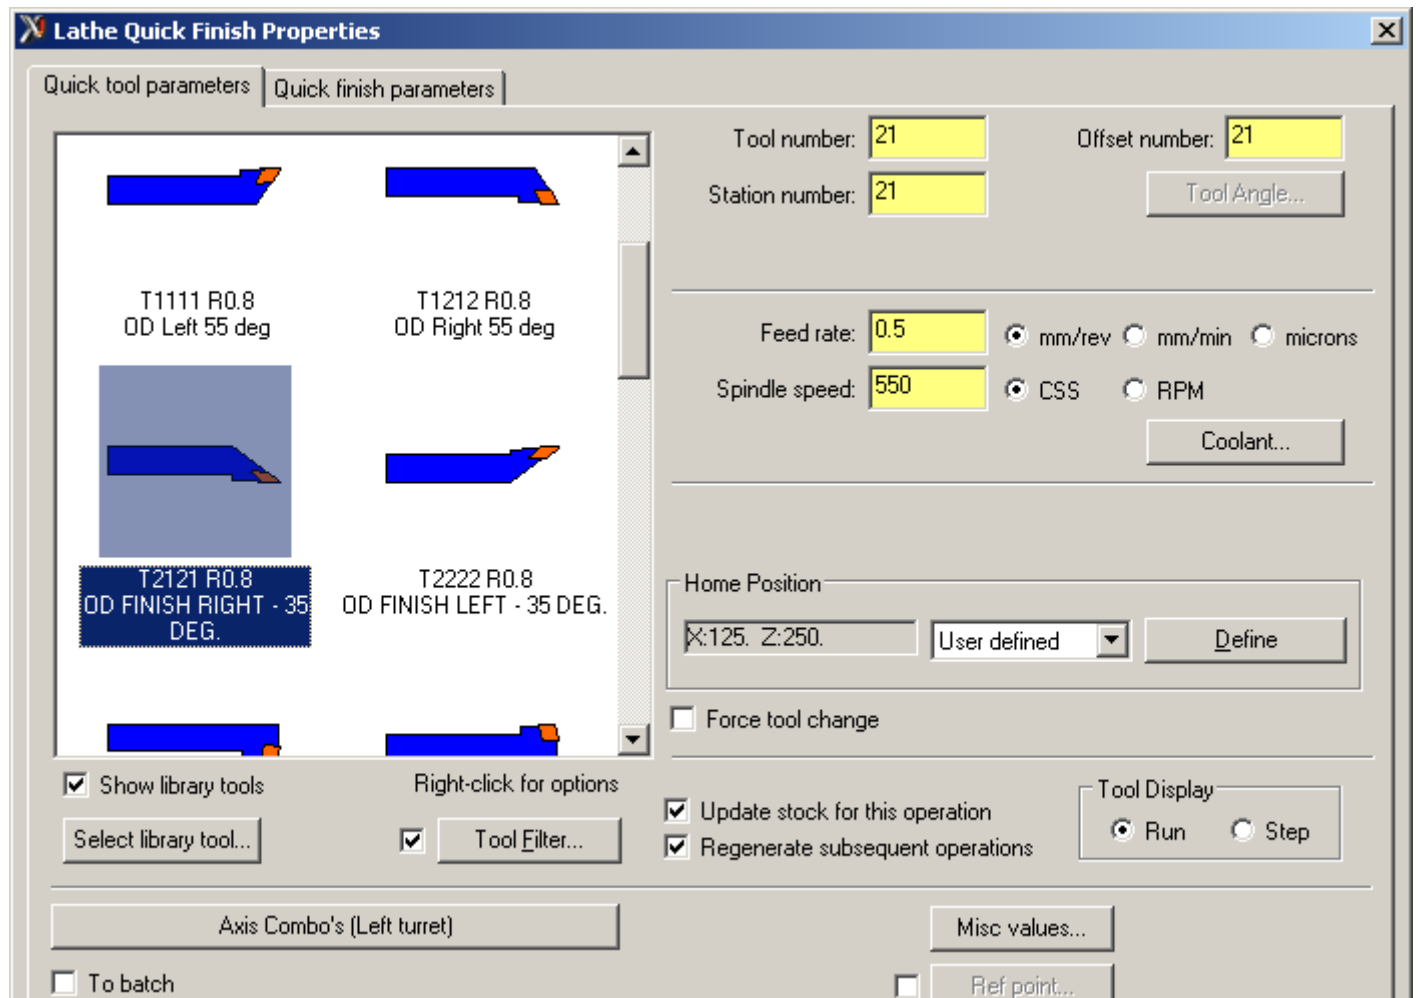 Lathe Quick Finish Properties
Quick tool parameters
Quick finish parameters
T1111 R0.8
OD Left 55 deg
T1212 R0.8
OD Right 55 deg
T2121 R0.8
OD FINISH RIGHT - 35
DEG.
T2222 R0.8
OD FINISH LEFT - 35 DEG.
Show library tools
Right-click for options
Select library tool...
Tool Filter...
Tool number: 21
Offset number: 21
Station number: 21
Tool Angle...
Feed rate: 0.5
mm/rev
mm/min
microns
Spindle speed: 550
CSS
RPM
Coolant...
Home Position
X:125. Z:250.
User defined
Define
Force tool change
Update stock for this operation
Regenerate subsequent operations
Tool Display
Run
Step
Axis Combo's (Left turret)
Misc values...
To batch
Ref point...